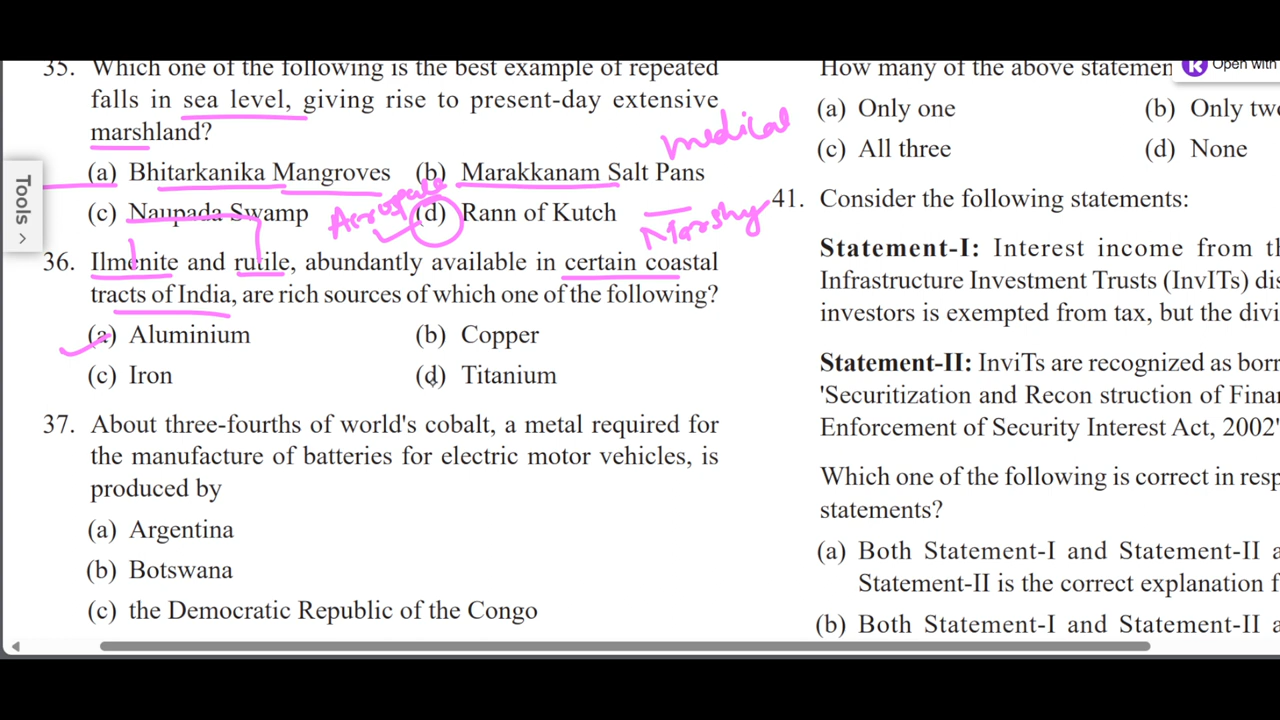 35. Which one of the following is the best example of repeated
falls in sea level, giving rise to present-day extensive
marshland?
medical
(a) Bhitarkanika Mangroves (b) Marakkanam Salt Pans
(c) Naupada Swamp (d) Rann of Kutch
Aerospace
Marshy
36. Ilmenite and rutile, abundantly available in certain coastal
tracts of India, are rich sources of which one of the following?
(a) Aluminium (b) Copper
(c) Iron (d) Titanium
37. About three-fourths of world's cobalt, a metal required for
the manufacture of batteries for electric motor vehicles, is
produced by
(a) Argentina
(b) Botswana
(c) the Democratic Republic of the Congo
How many of the above statemen
(a) Only one (b) Only tw
(c) All three (d) None
41. Consider the following statements:
Statement-I: Interest income from th
Infrastructure Investment Trusts (InvITs) dis
investors is exempted from tax, but the divi
Statement-II: InviTs are recognized as borr
'Securitization and Recon struction of Finan
Enforcement of Security Interest Act, 2002'
Which one of the following is correct in resp
statements?
(a) Both Statement-I and Statement-II a
Statement-II is the correct explanation f
(b) Both Statement-I and Statement-II a
Tools >
K Open with